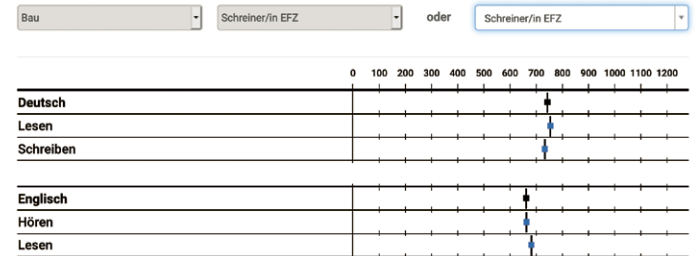 Bau Schreiner/in EFZ oder Schreiner/in EFZ
0 100 200 300 400 500 600 700 800 900 1000 1100 1200
Deutsch
Lesen
Schreiben
Englisch
Hören
Lesen